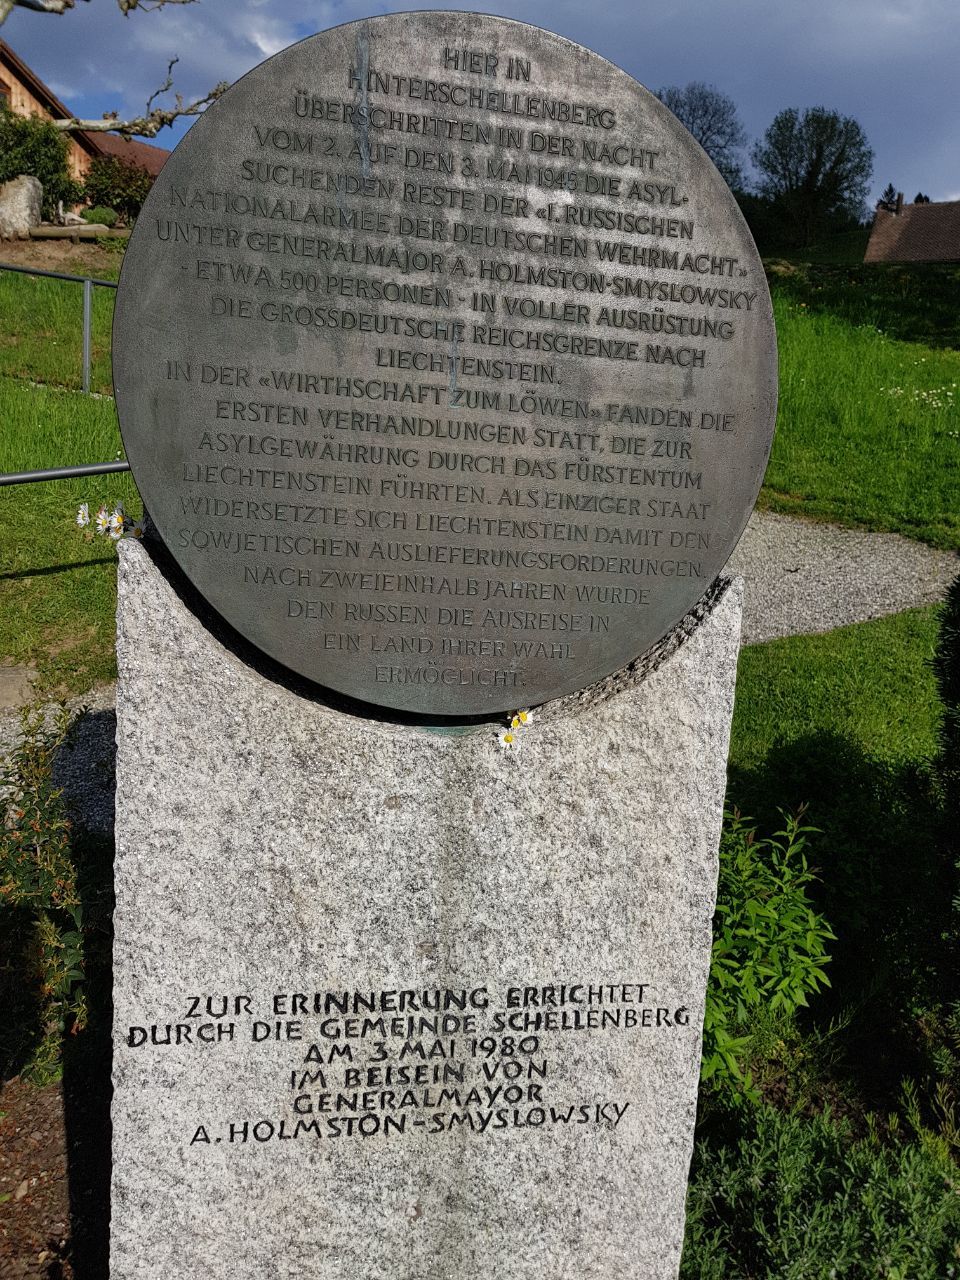 HIER IN
HINTERSCHELLENBERG
ÜBERSCHRITTEN IN DER NACHT
VOM 2. AUF DEN 3. MAI 1945 DIE ASYL
SUCHENDEN RESTE DER «1. RUSSISCHEN
NATIONALARMEE DER DEUTSCHEN WEHRMACHT»
UNTER GENERALMAJOR A. HOLMSTON-SMYSLOWSKY
- ETWA 500 PERSONEN - IN VOLLER AUSRÜSTUNG
DIE GROSSDEUTSCHE REICHSGRENZE NACH
LIECHTENSTEIN.
IN DER «WIRTHSCHAFT ZUM LÖWEN» FANDEN DIE
ERSTEN VERHANDLUNGEN STATT, DIE ZUR
ASYLGEWÄHRUNG DURCH DAS FÜRSTENTUM
LIECHTENSTEIN FÜHRTEN. ALS EINZIGER STAAT
WIDERSETZTE SICH LIECHTENSTEIN DAMIT DEN
SOWJETISCHEN AUSLIEFERUNGSFORDERUNGEN.
NACH ZWEIEINHALB JAHREN WURDE
DEN RUSSEN DIE AUSREISE IN
EIN LAND IHRER WAHL
ERMÖGLICHT.
ZUR ERINNERUNG ERRICHTET
DURCH DIE GEMEINDE SCHELLENBERG
AM 3. MAI 1980
IM BEISEIN VON
GENERALMAYOR
A. HOLMSTON-SMYSLOWSKY